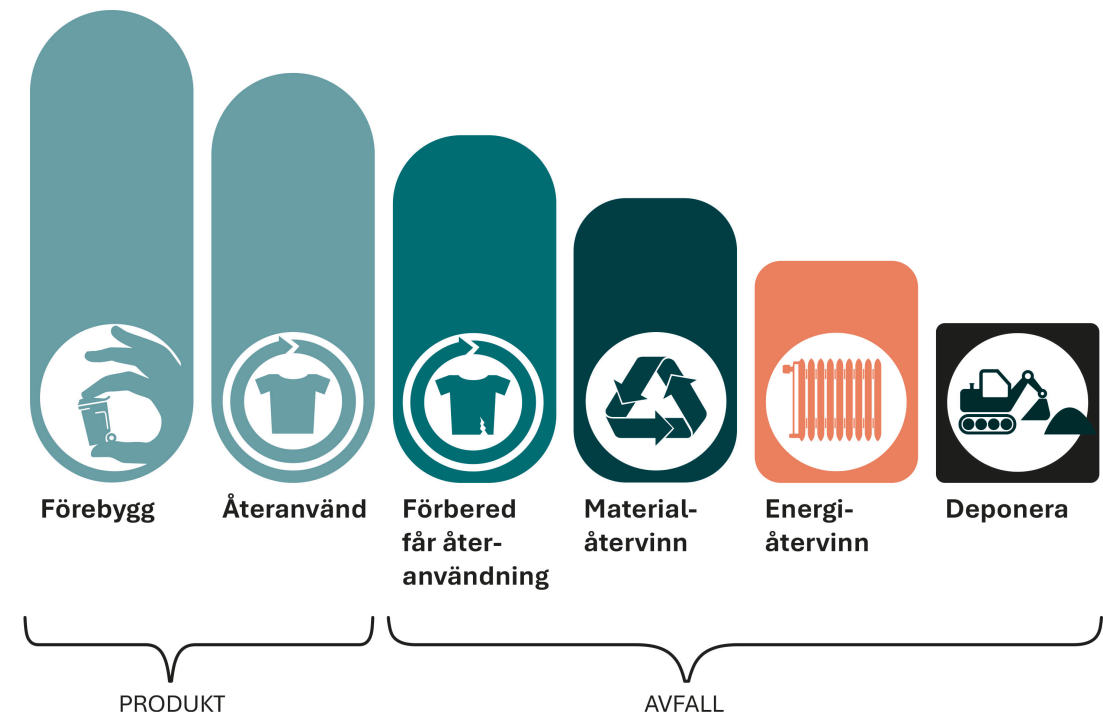 Förebygg
Återanvänd
Förbered
får åter-
användning
Material-
återvinn
Energi-
återvinn
Deponera
PRODUKT
AVFALL